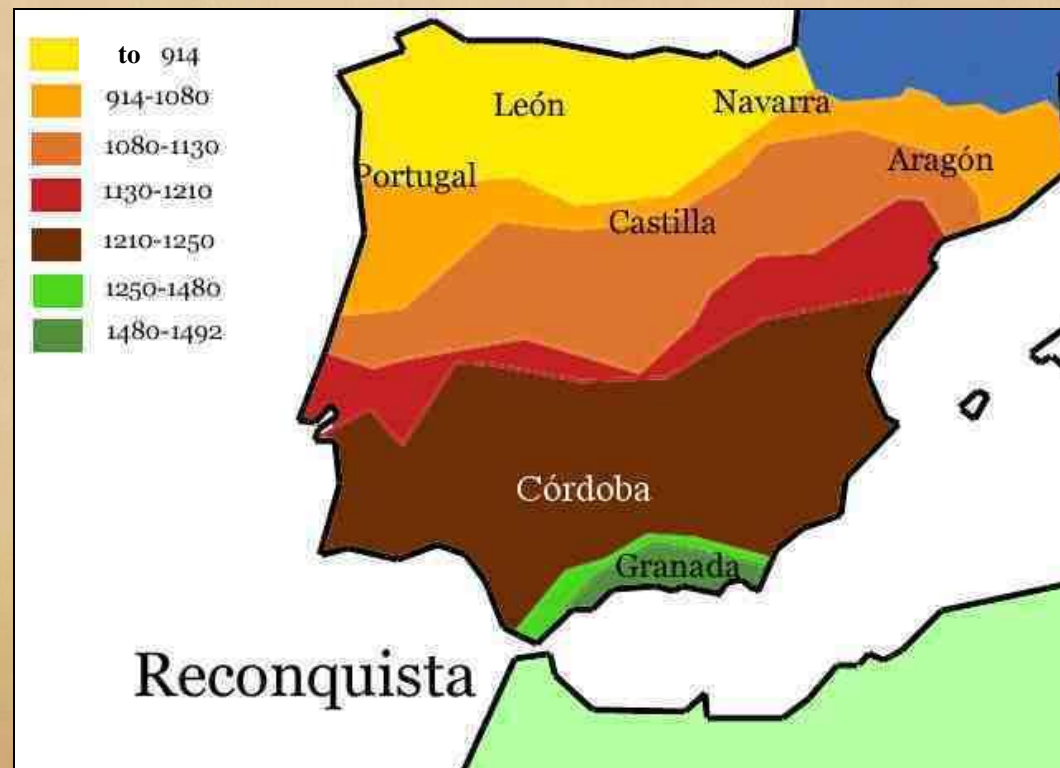 to 914
914-1080
1080-1130
1130-1210
1210-1250
1250-1480
1480-1492
León
Navarra
Portugal
Aragón
Castilla
Córdoba
Granada
Reconquista